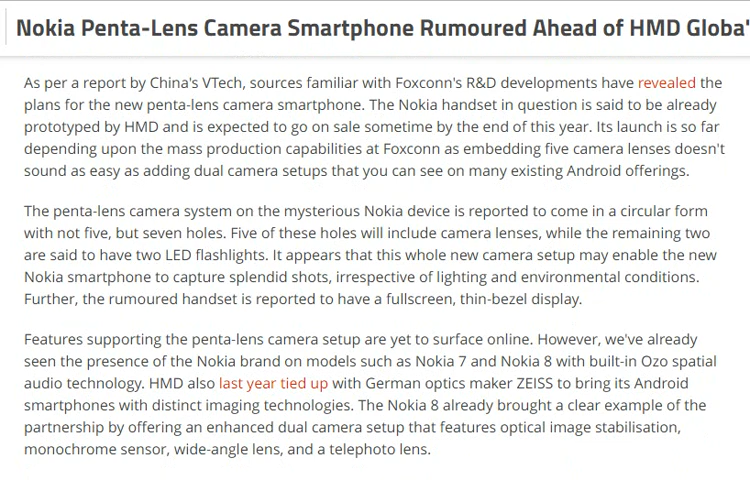 Nokia Penta-Lens Camera Smartphone Rumoured Ahead of HMD Globa'
As per a report by China's VTech, sources familiar with Foxconn's R&D developments have revealed the
plans for the new penta-lens camera smartphone. The Nokia handset in question is said to be already
prototyped by HMD and is expected to go on sale sometime by the end of this year. Its launch is so far
depending upon the mass production capabilities at Foxconn as embedding five camera lenses doesn't
sound as easy as adding dual camera setups that you can see on many existing Android offerings.
The penta-lens camera system on the mysterious Nokia device is reported to come in a circular form
with not five, but seven holes. Five of these holes will include camera lenses, while the remaining two
are said to have two LED flashlights. It appears that this whole new camera setup may enable the new
Nokia smartphone to capture splendid shots, irrespective of lighting and environmental conditions.
Further, the rumoured handset is reported to have a fullscreen, thin-bezel display.
Features supporting the penta-lens camera setup are yet to surface online. However, we've already
seen the presence of the Nokia brand on models such as Nokia 7 and Nokia 8 with built-in Ozo spatial
audio technology. HMD also last year tied up with German optics maker ZEISS to bring its Android
smartphones with distinct imaging technologies. The Nokia 8 already brought a clear example of the
partnership by offering an enhanced dual camera setup that features optical image stabilisation,
monochrome sensor, wide-angle lens, and a telephoto lens.